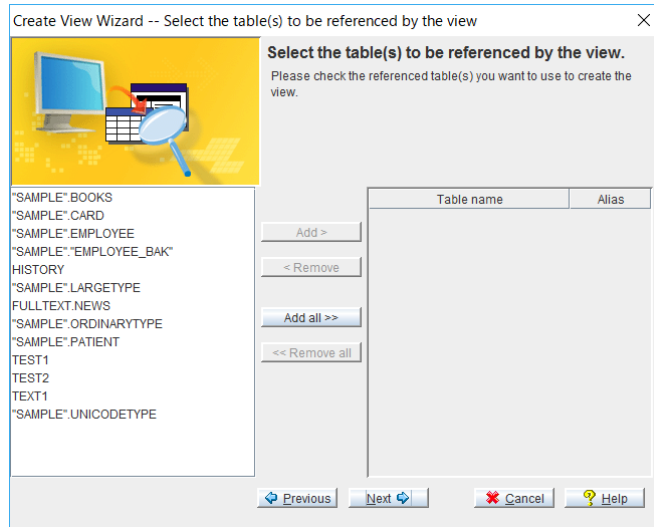 Create View Wizard -- Select the table(s) to be referenced by the view
Select the table(s) to be referenced by the view.
Please check the referenced table(s) you want to use to create the
view.
"SAMPLE".BOOKS
"SAMPLE".CARD
"SAMPLE".EMPLOYEE
"SAMPLE"."EMPLOYEE_BAK"
HISTORY
"SAMPLE".LARGETYPE
FULLTEXT.NEWS
"SAMPLE".ORDINARYTYPE
"SAMPLE".PATIENT
TEST1
TEST2
TEXT1
"SAMPLE".UNICODETYPE
Add >
< Remove
Add all >>
<< Remove all
Table name Alias
Previous Next Cancel Help